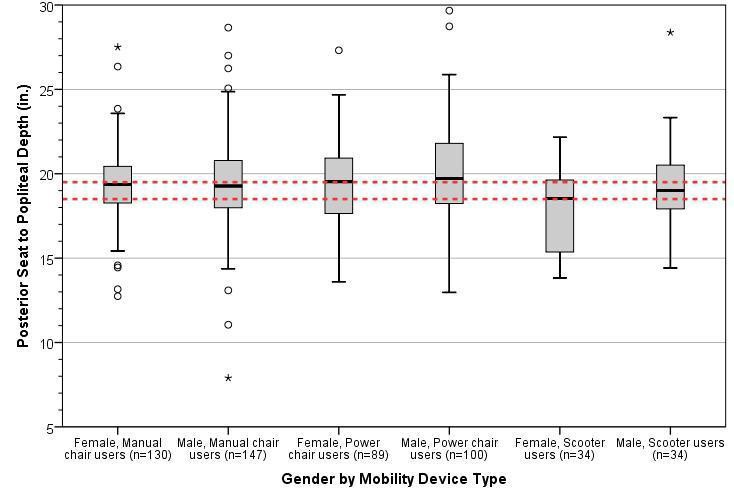 Posterior Seat to Popliteal Depth (in.)
30
25
20
15
10
5
Female, Manual
chair users (n=130)
Male, Manual chair
users (n=147)
Female, Power
chair users (n=89)
Male, Power chair
users (n=100)
Female, Scooter
users (n=34)
Male, Scooter users
(n=34)
Gender by Mobility Device Type